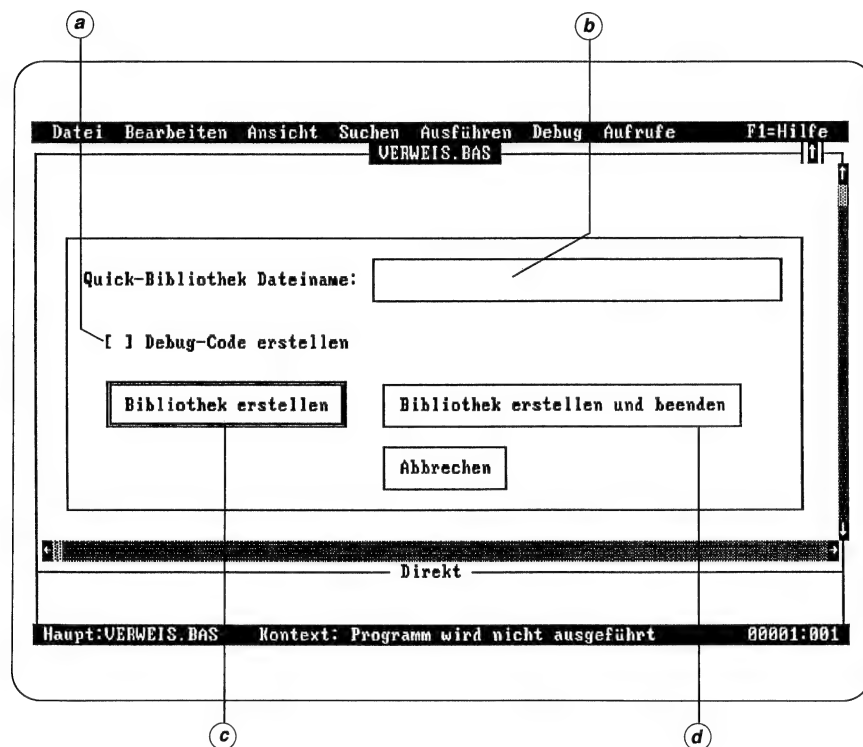 a b
Datei Bearbeiten Ansicht Suchen Ausführen Debug Aufrufe F1=Hilfe
VERWEIS.BAS
Quick-Bibliothek Dateiname:
[ ] Debug-Code erstellen
Bibliothek erstellen Bibliothek erstellen und beenden
Abbrechen
Direkt
Haupt:VERWEIS.BAS Kontext: Programm wird nicht ausgeführt 00001:001
c d